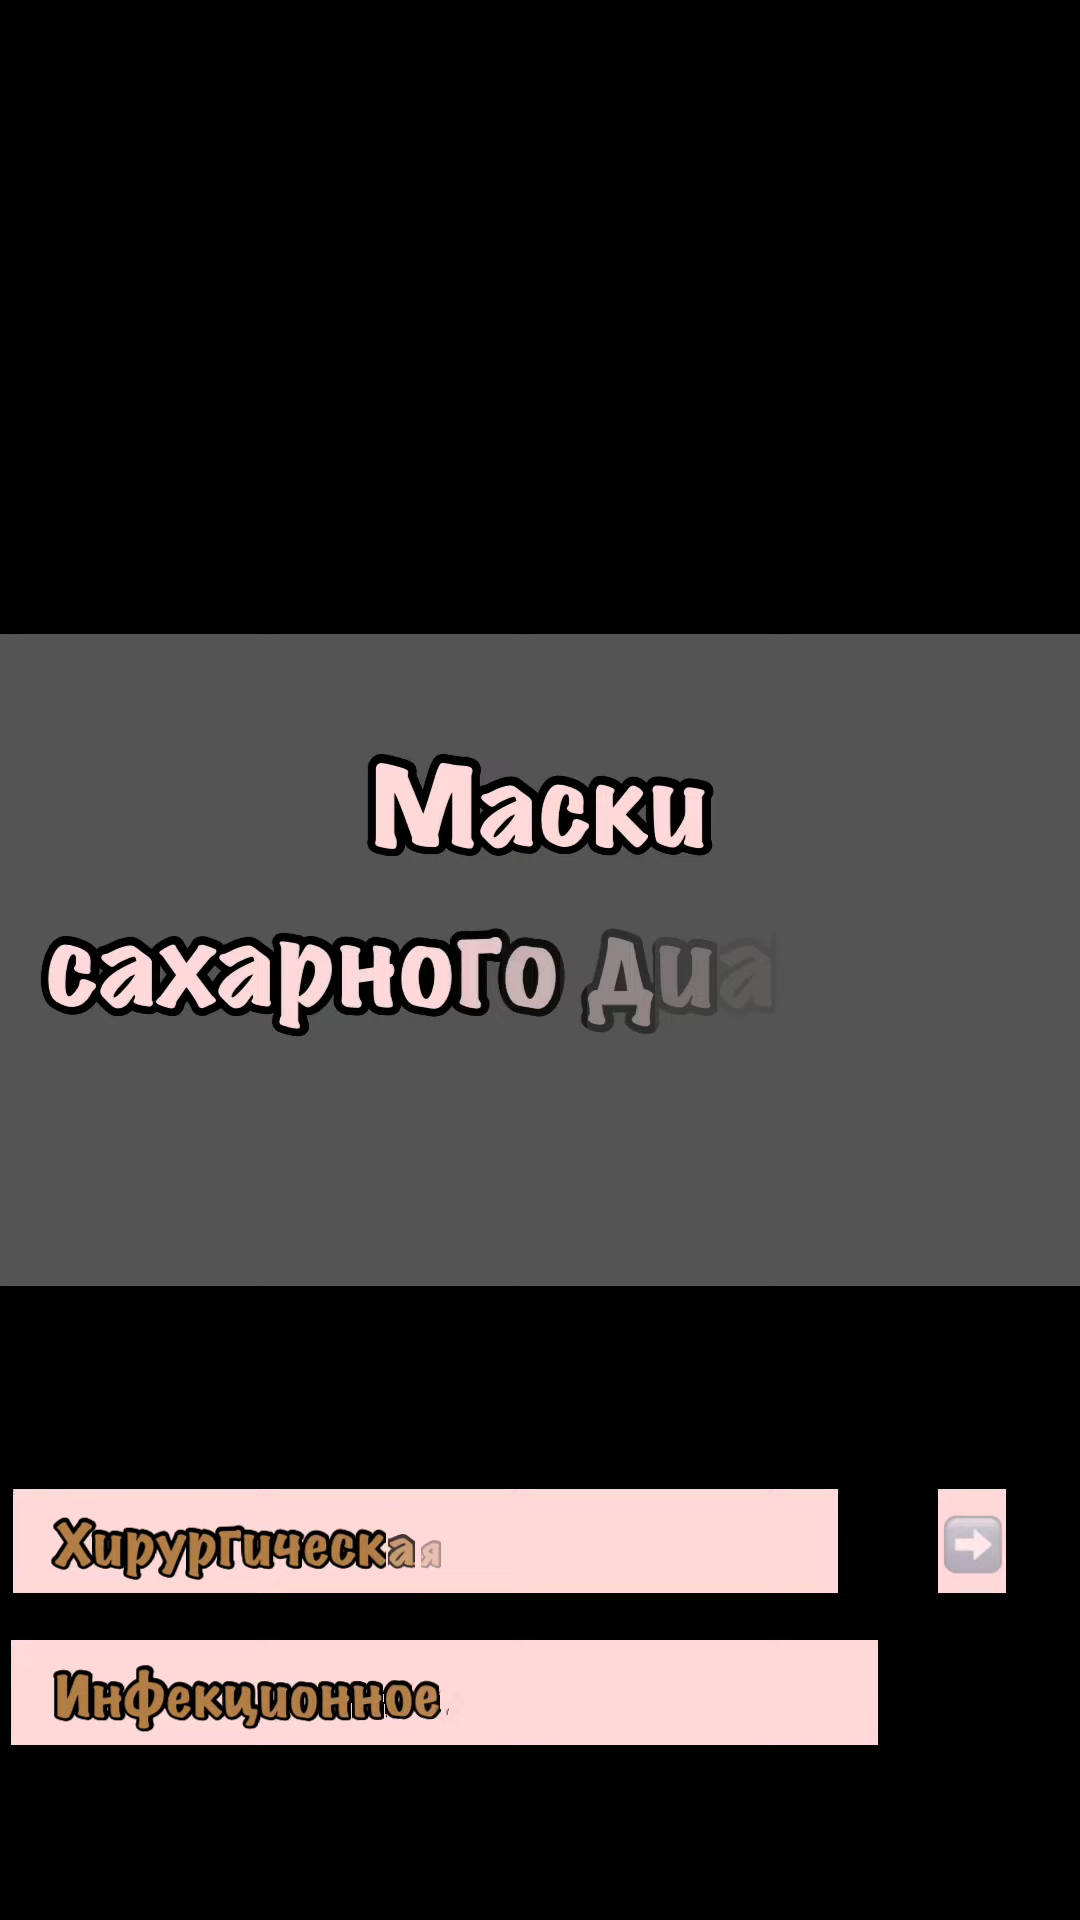 Маски
сахарного диа
Хирургическая
Инфекционное